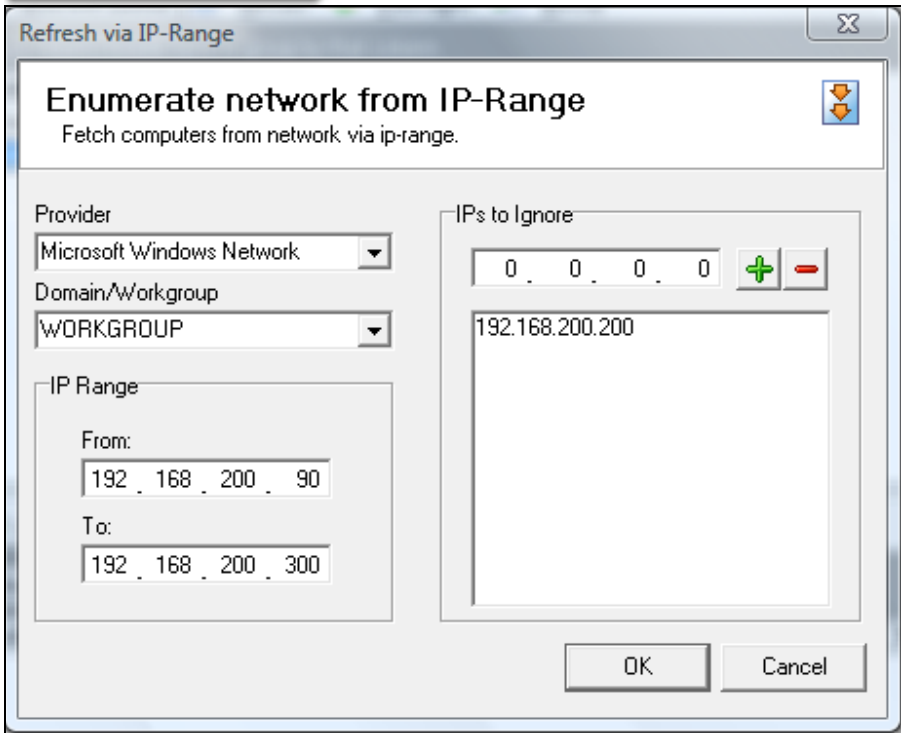 Refresh via IP-Range
Enumerate network from IP-Range
Fetch computers from network via ip-range.
Provider
Microsoft Windows Network
Domain/Workgroup
WORKGROUP
IP Range
From:
192 . 168 . 200 . 90
To:
192 . 168 . 200 . 300
IPs to Ignore
0 . 0 . 0 . 0
192.168.200.200
OK
Cancel